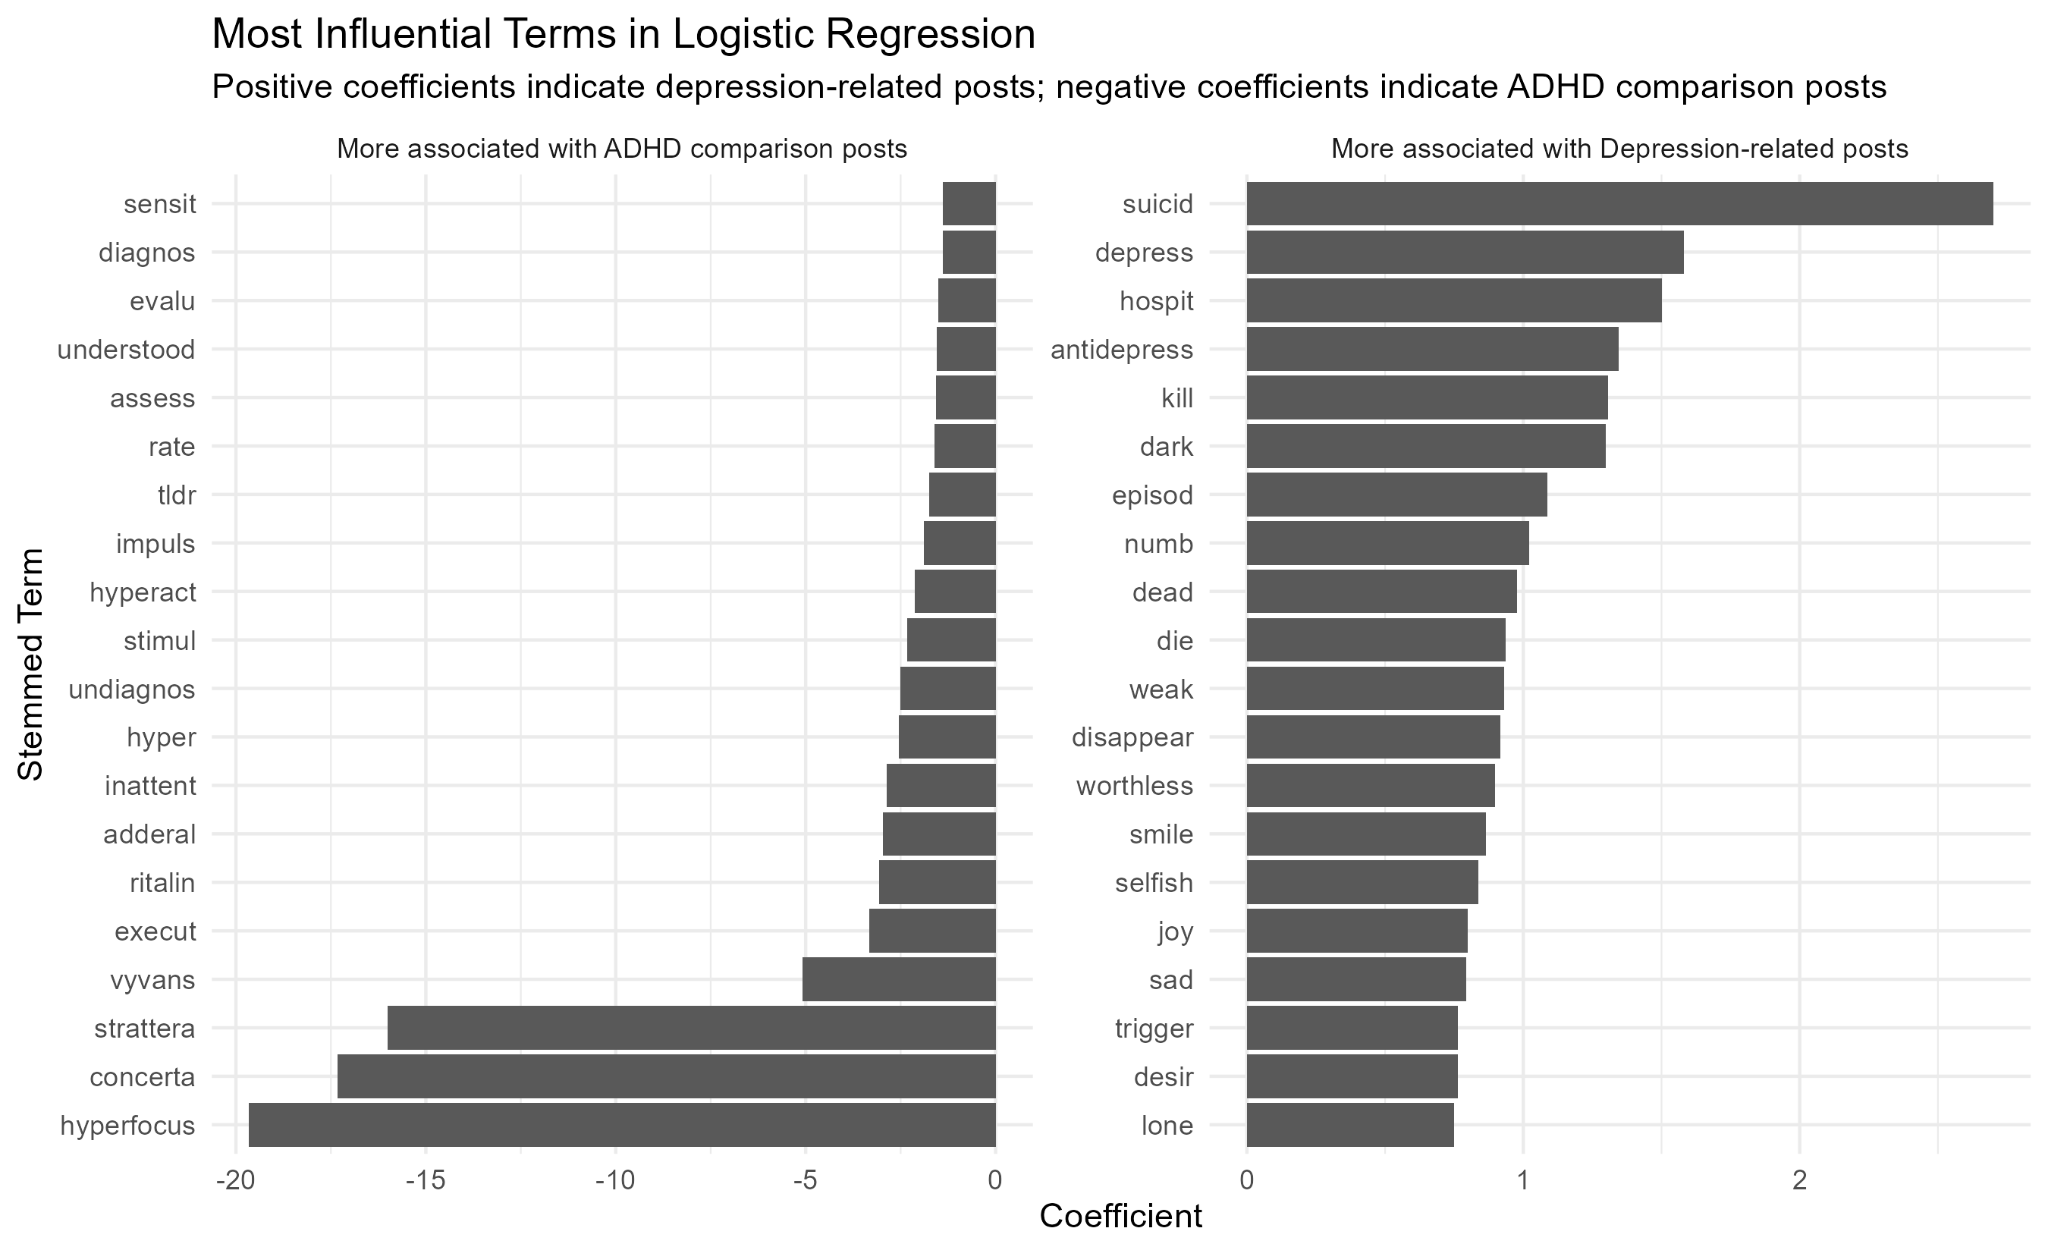 Most Influential Terms in Logistic Regression
Positive coefficients indicate depression-related posts; negative coefficients indicate ADHD comparison posts
More associated with ADHD comparison posts
sensit
diagnos
evalu
understood
assess
rate
tldr
impuls
hyperact
stimul
undiagnos
hyper
inattent
adderal
ritalin
execut
vyvans
strattera
concerta
hyperfocus
-20 -15 -10 -5 0
More associated with Depression-related posts
suicid
depress
hospit
antidepress
kill
dark
episod
numb
dead
die
weak
disappear
worthless
smile
selfish
joy
sad
trigger
desir
lone
0 1 2
Stemmed Term
Coefficient